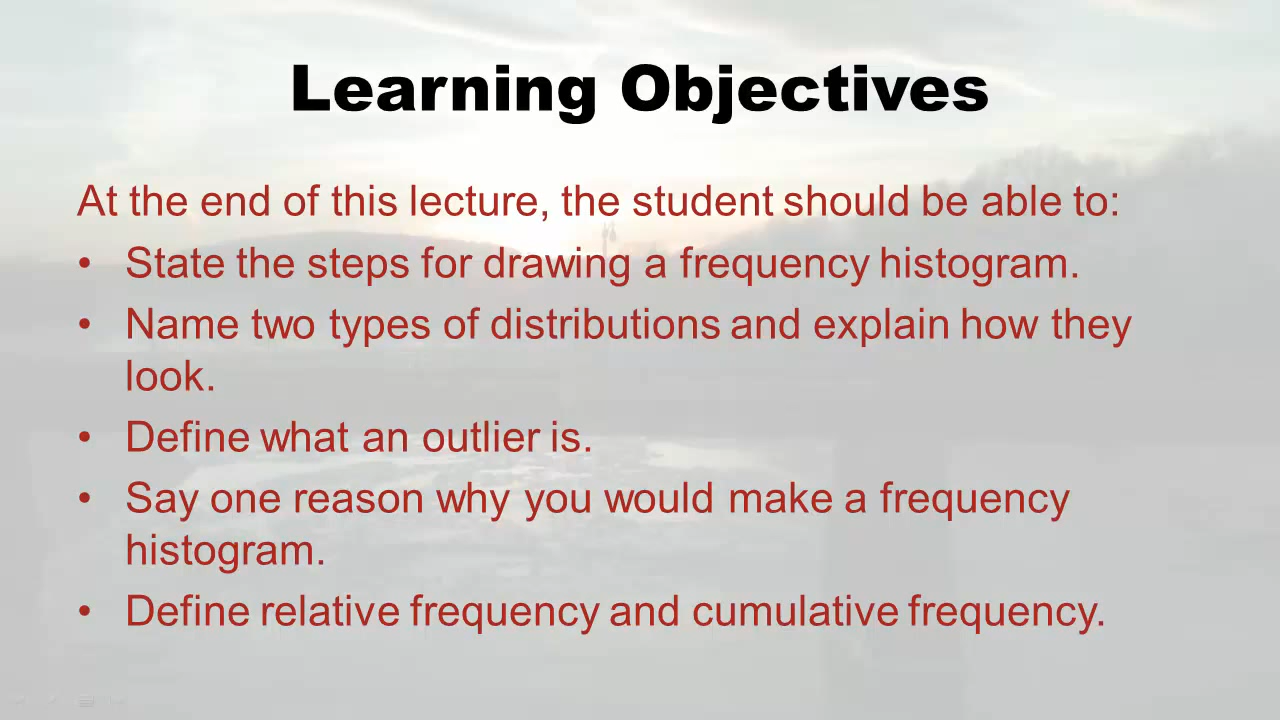 Learning Objectives
At the end of this lecture, the student should be able to:
• State the steps for drawing a frequency histogram.
• Name two types of distributions and explain how they
look.
• Define what an outlier is.
• Say one reason why you would make a frequency
histogram.
• Define relative frequency and cumulative frequency.